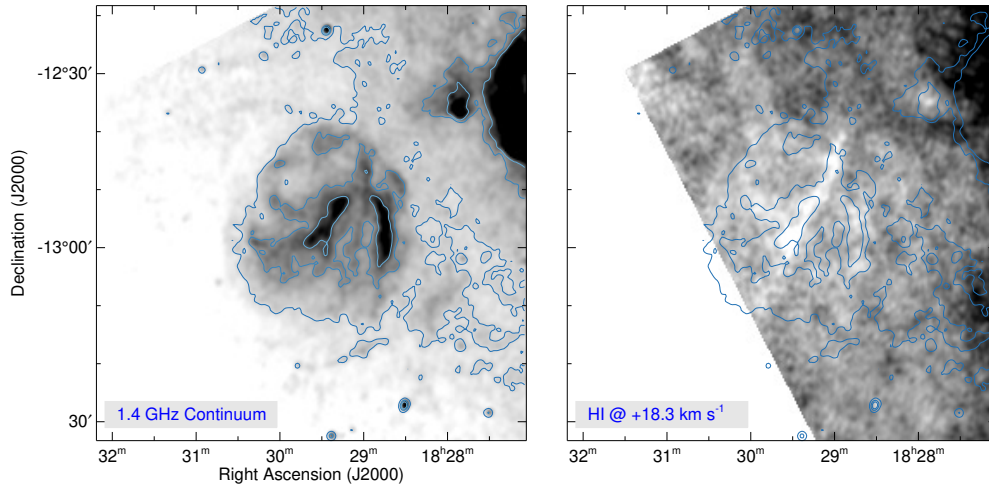 -12°30′
-13°00′
30′
Declination (J2000)
1.4 GHz Continuum
32ᵐ 31ᵐ 30ᵐ 29ᵐ 18ʰ28ᵐ
Right Ascension (J2000)
HI @ +18.3 km s⁻¹
32ᵐ 31ᵐ 30ᵐ 29ᵐ 18ʰ28ᵐ